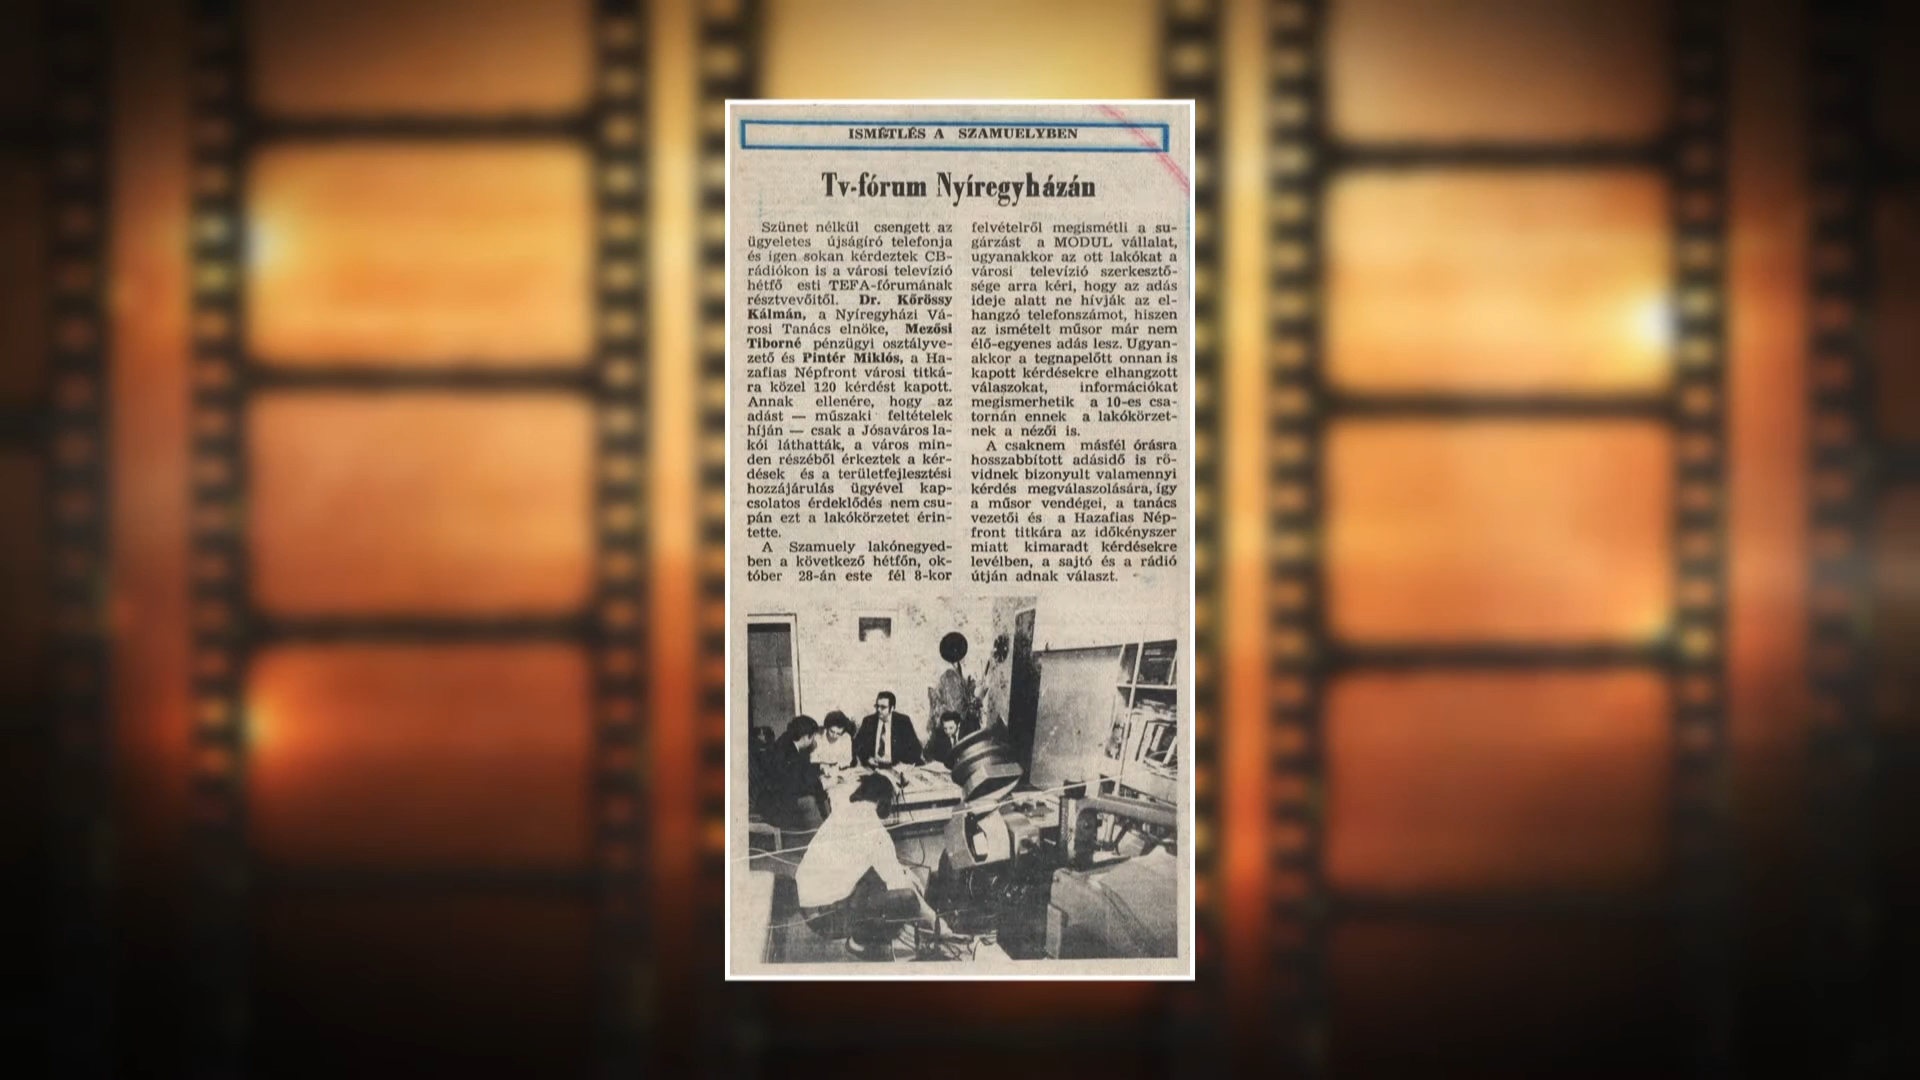 ISMÉTLÉS A SZAMUELYBEN
Tv-fórum Nyíregyházán
Szünet nélkül csengett az
ügyeletes újságíró telefonja
és igen sokan kérdeztek CB-
rádiókon is a városi televízió
hétfő esti TEFA-fórumának
résztvevőitől. Dr. Kőrössy
Kálmán, a Nyíregyházi Vá-
rosi Tanács elnöke, Mezősi
Tiborné pénzügyi osztályve-
zető és Pintér Miklós, a Ha-
zafias Népfront városi titká-
ra közel 120 kérdést kapott.
Annak ellenére, hogy az
adást — műszaki feltételek
híján — csak a Jósaváros la-
kói láthatták, a város min-
den részéből érkeztek a kér-
dések és a területfejlesztési
hozzájárulás ügyével kap-
csolatos érdeklődés nem csu-
pán ezt a lakókörzetet érin-
tette.
A Szamuely lakónegyed-
ben a következő hétfőn, ok-
tóber 28-án este fél 8-kor
felvételről megismétli a su-
gárzást a MODUL vállalat,
ugyanakkor az ott lakókat a
városi televízió szerkesztő-
sége arra kéri, hogy az adás
ideje alatt ne hívják az el-
hangzó telefonszámot, hiszen
az ismételt műsor már nem
élő-egyenes adás lesz. Ugyan-
akkor a tegnapelőtt onnan is
kapott kérdésekre elhangzott
válaszokat, információkat
megismerhetik a 10-es csa-
tornán ennek a lakókörzet-
nek a nézői is.
A csaknem másfél órásra
hosszabbított adásidő is rö-
vidnek bizonyult valamennyi
kérdés megválaszolására, így
a műsor vendégei, a tanács
vezetői és a Hazafias Nép-
front titkára az időkényszer
miatt kimaradt kérdésekre
levélben, a sajtó és a rádió
útján adnak választ.